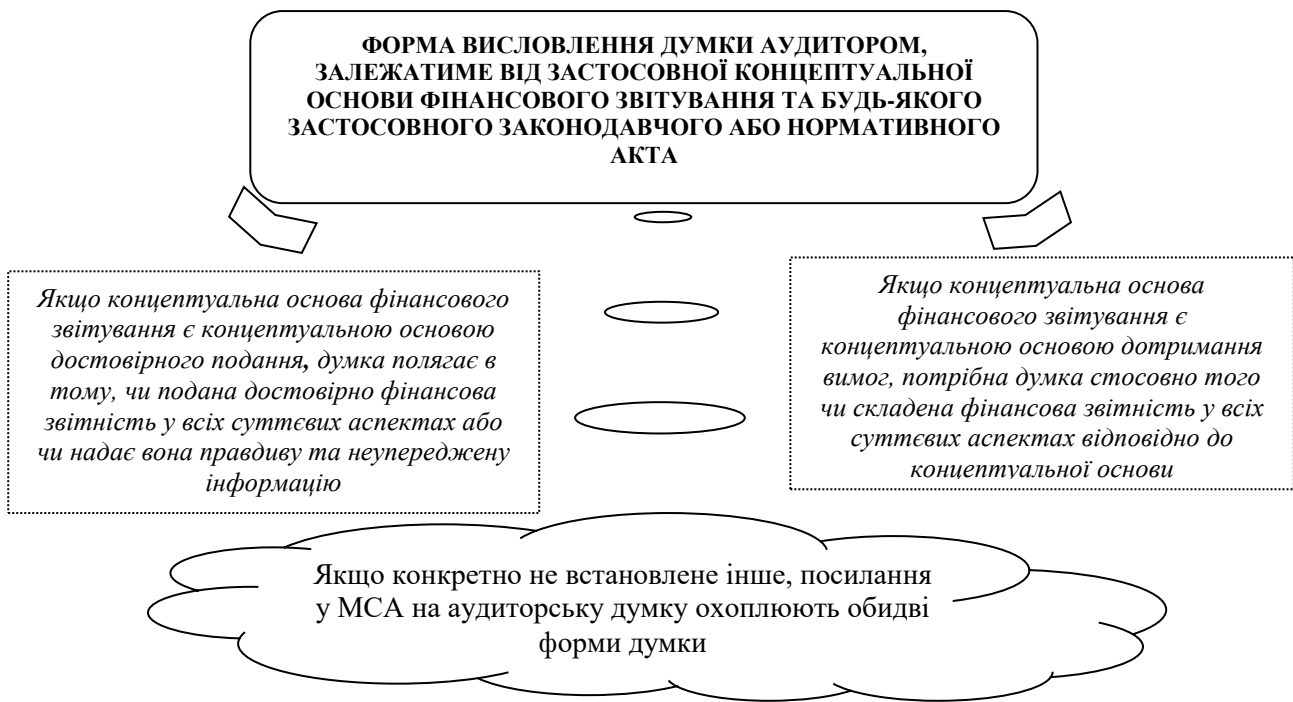 ФОРМА ВИСЛОВЛЕННЯ ДУМКИ АУДИТОРОМ,
ЗАЛЕЖАТИМЕ ВІД ЗАСТОСОВНОЇ КОНЦЕПТУАЛЬНОЇ
ОСНОВИ ФІНАНСОВОГО ЗВІТУВАННЯ ТА БУДЬ-ЯКОГО
ЗАСТОСОВНОГО ЗАКОНОДАВЧОГО АБО НОРМАТИВНОГО
АКТА
Якщо концептуальна основа фінансового
звітування є концептуальною основою
достовірного подання, думка полягає в
тому, чи подана достовірно фінансова
звітність у всіх суттєвих аспектах або
чи надає вона правдиву та неупереджену
інформацію
Якщо концептуальна основа
фінансового звітування є
концептуальною основою дотримання
вимог, потрібна думка стосовно того
чи складена фінансова звітність у всіх
суттєвих аспектах відповідно до
концептуальної основи
Якщо конкретно не встановлене інше, посилання
у МСА на аудиторську думку охоплюють обидві
форми думки